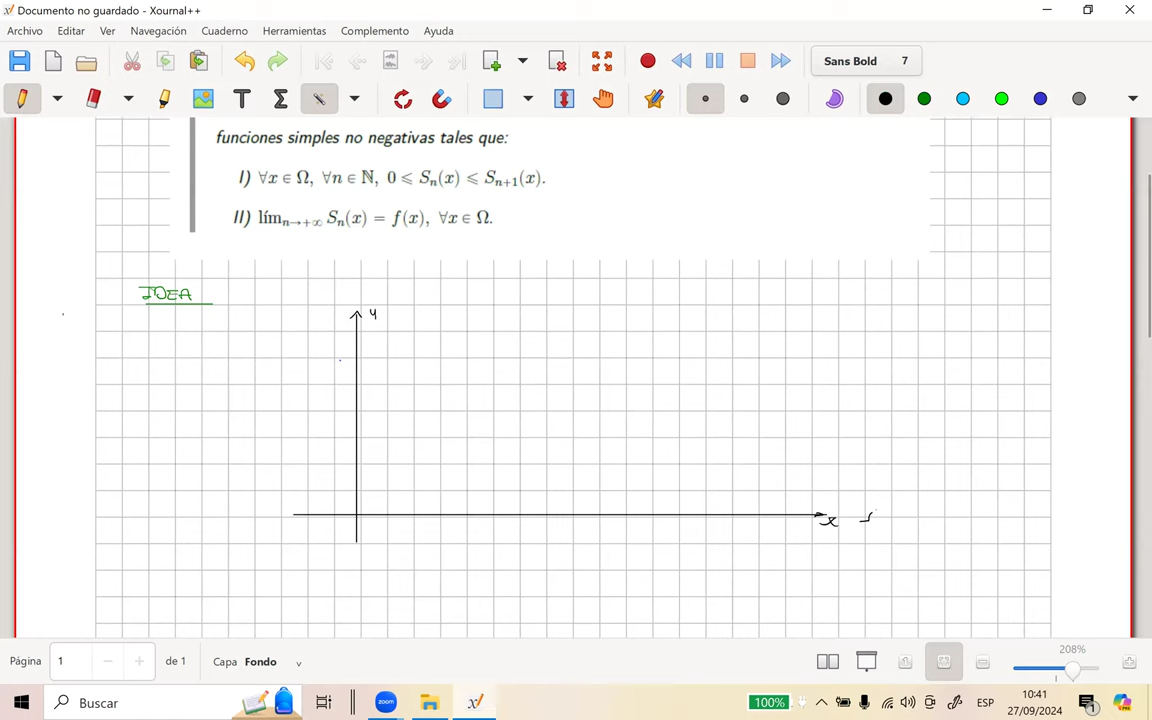 Documento no guardado - Xournal++
Archivo Editar Ver Navegación Cuaderno Herramientas Complemento Ayuda
Sans Bold 7
funciones simples no negativas tales que:
I) ∀x ∈ Ω, ∀n ∈ ℕ, 0 ⩽ Sₙ(x) ⩽ Sₙ₊₁(x).
II) límₙ→₊∞ Sₙ(x) = f(x), ∀x ∈ Ω.
IDEA
y
x
Página 1 de 1 Capa Fondo
208%
Buscar
zoom
100%
ESP
10:41
27/09/2024
1